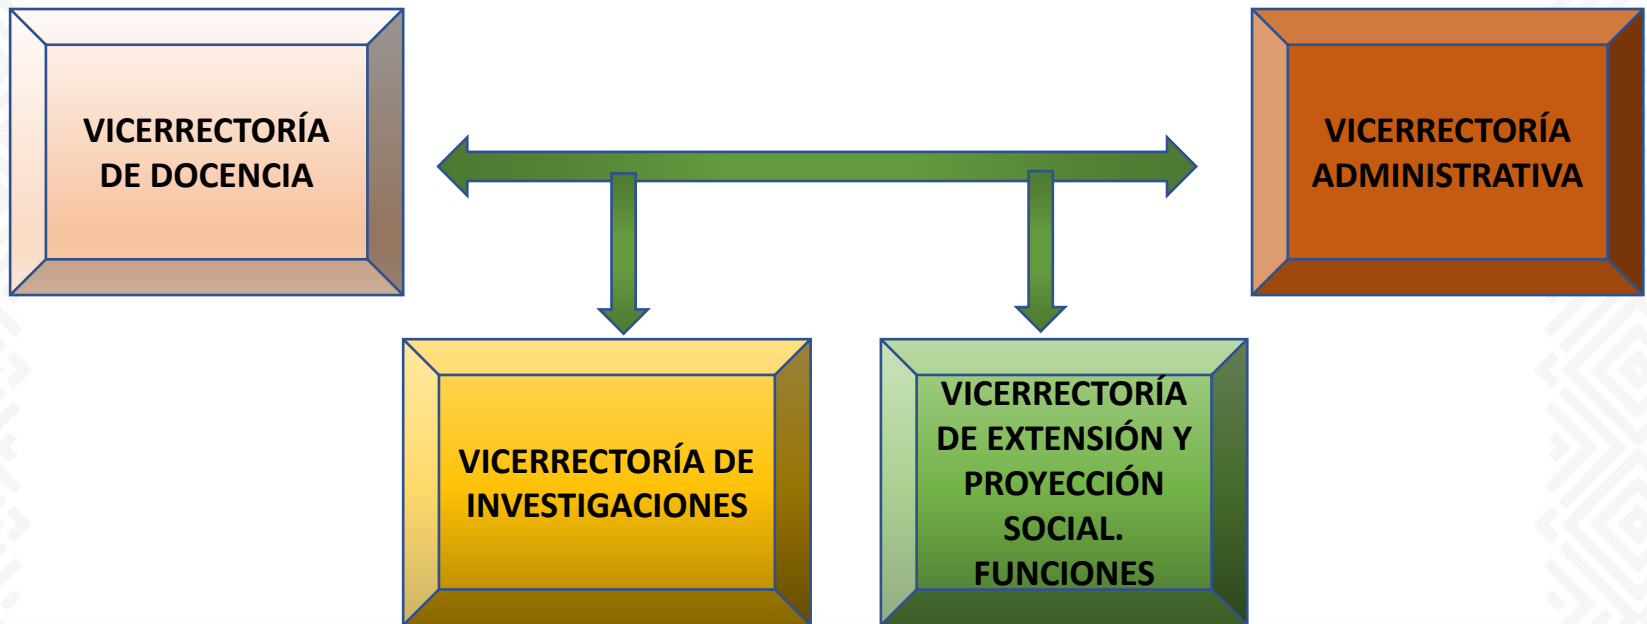 VICERRECTORÍA
DE DOCENCIA
VICERRECTORÍA
ADMINISTRATIVA
VICERRECTORÍA DE
INVESTIGACIONES
VICERRECTORÍA
DE EXTENSIÓN Y
PROYECCIÓN
SOCIAL.
FUNCIONES